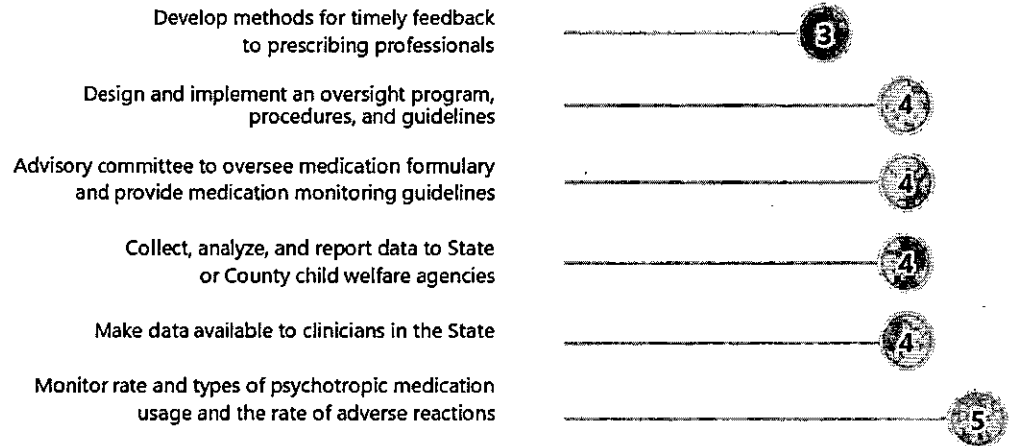 Develop methods for timely feedback
to prescribing professionals
3
Design and implement an oversight program,
procedures, and guidelines
4
Advisory committee to oversee medication formulary
and provide medication monitoring guidelines
4
Collect, analyze, and report data to State
or County child welfare agencies
4
Make data available to clinicians in the State
4
Monitor rate and types of psychotropic medication
usage and the rate of adverse reactions
5